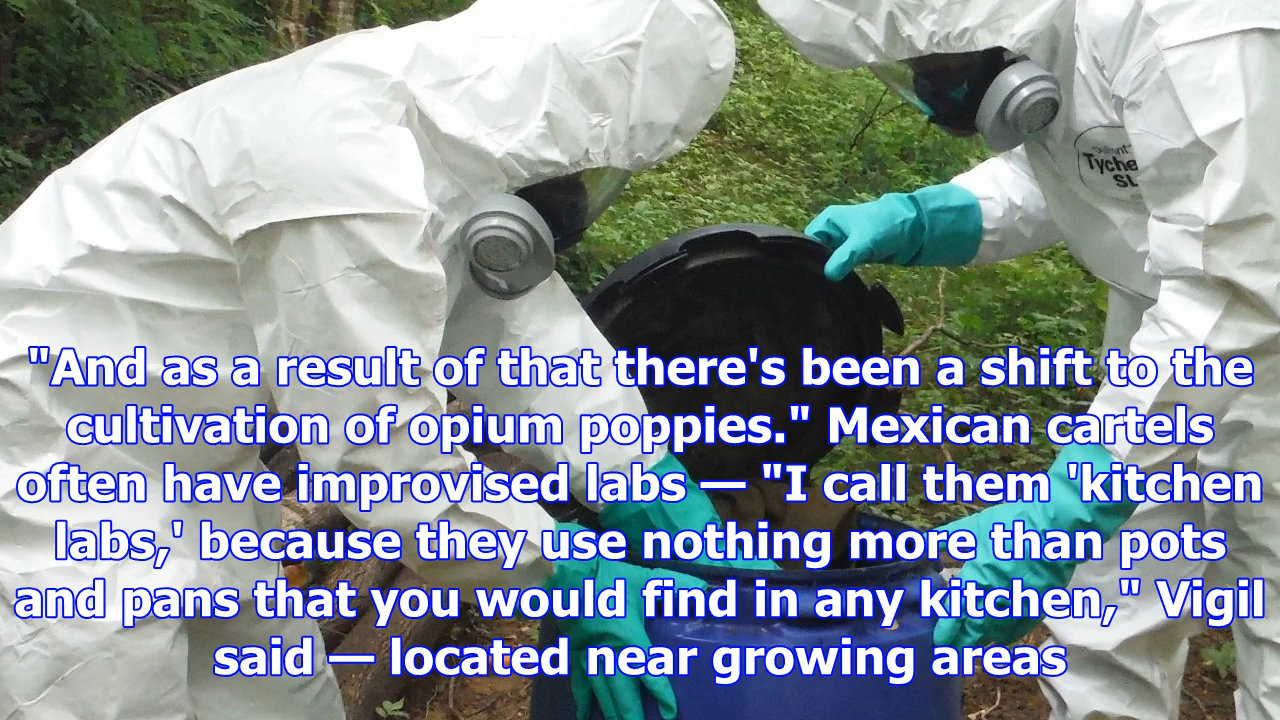 Tyche
SL
"And as a result of that there's been a shift to the
cultivation of opium poppies." Mexican cartels
often have improvised labs — "I call them 'kitchen
labs,' because they use nothing more than pots
and pans that you would find in any kitchen," Vigil
said — located near growing areas